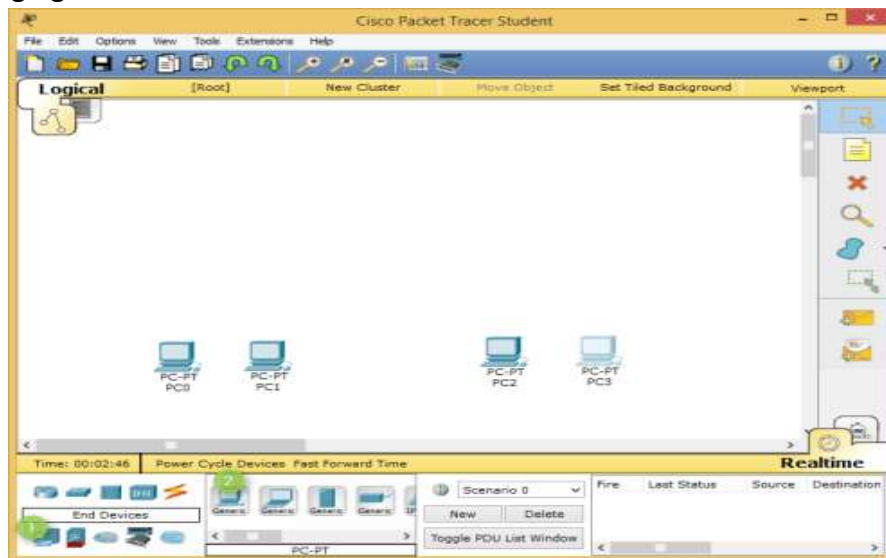 Cisco Packet Tracer Student
File Edit Options View Tools Extensions Help
Logical [Root] New Cluster Move Object Set Tiled Background Viewport
PC-PT PC-PT PC-PT PC-PT
PC0 PC1 PC2 PC3
Time: 00:02:46 Power Cycle Devices Fast Forward Time Realtime
2
Scenario 0 Fire Last Status Source Destination
End Devices Generic Generic Generic Generic New Delete
1
Toggle PDU List Window
PC-PT